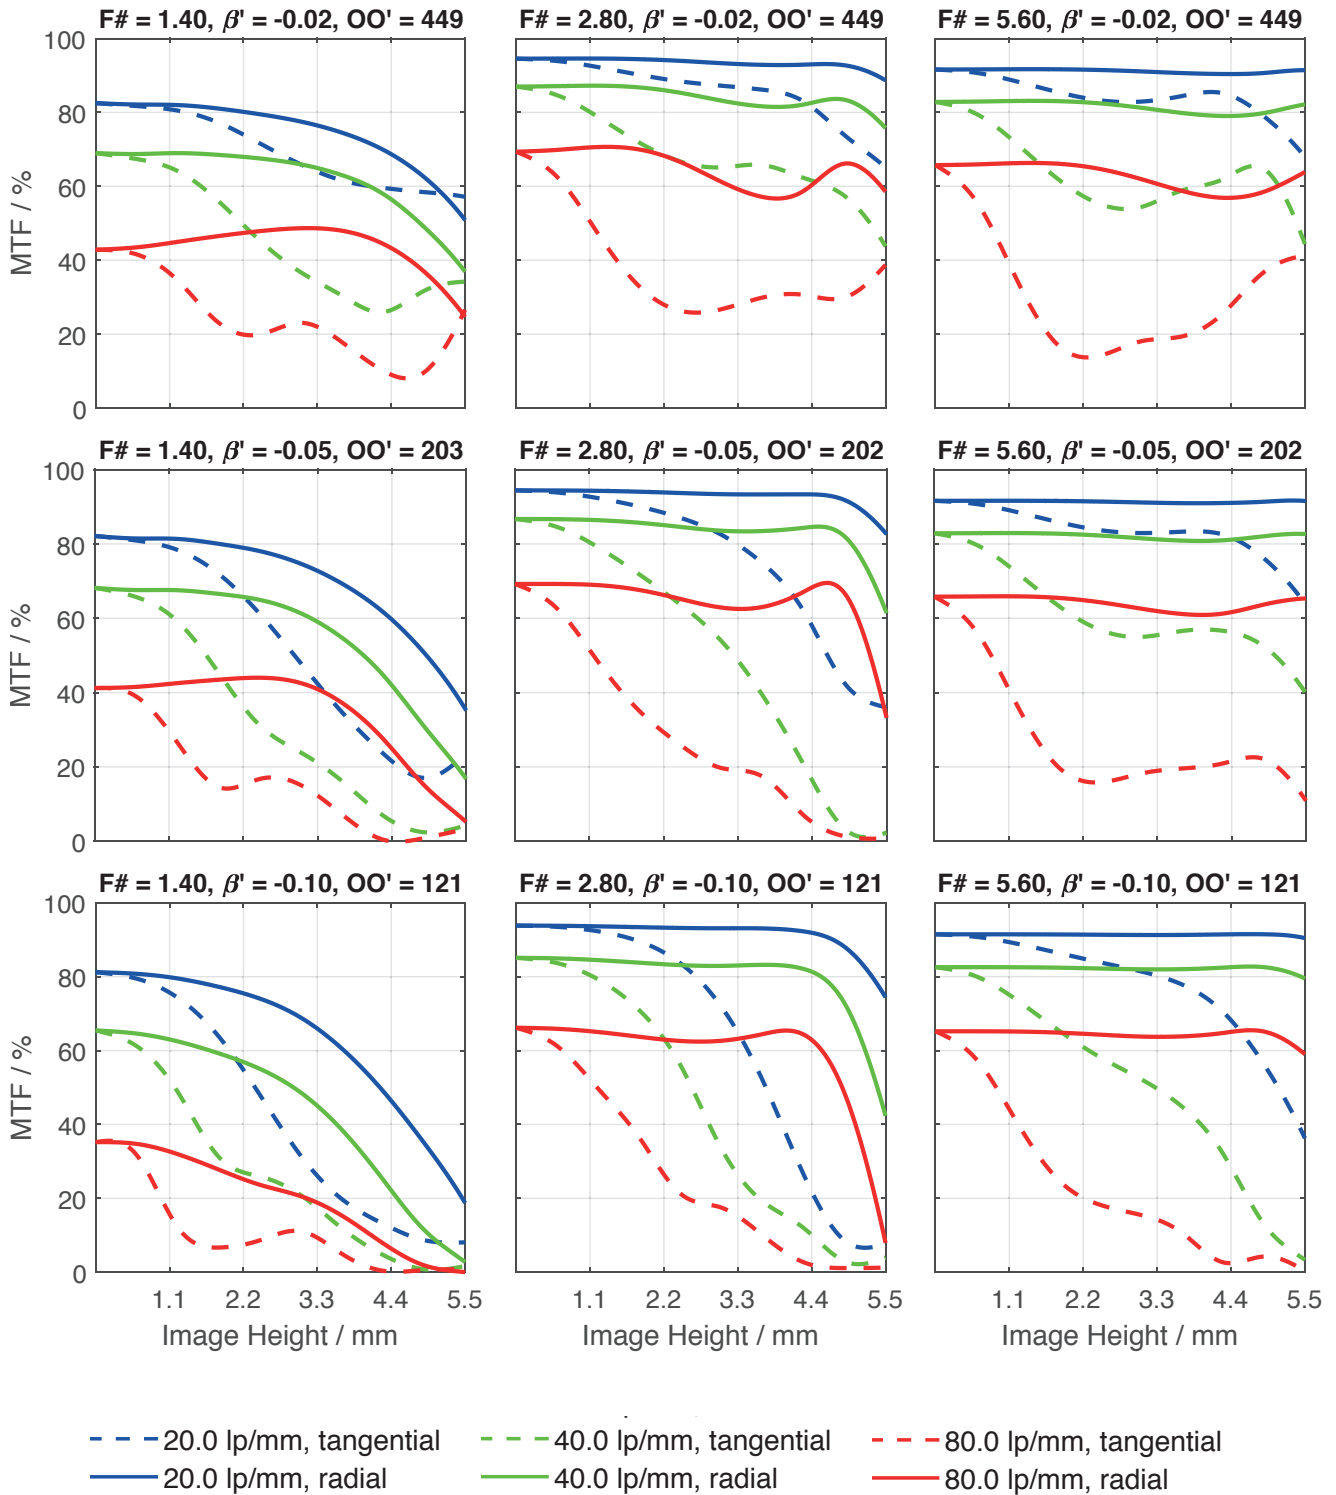 F# = 1.40, β' = -0.02, OO' = 449
F# = 2.80, β' = -0.02, OO' = 449
F# = 5.60, β' = -0.02, OO' = 449
100
80
60
40
20
0
MTF / %
F# = 1.40, β' = -0.05, OO' = 203
F# = 2.80, β' = -0.05, OO' = 202
F# = 5.60, β' = -0.05, OO' = 202
100
80
60
40
20
0
MTF / %
F# = 1.40, β' = -0.10, OO' = 121
F# = 2.80, β' = -0.10, OO' = 121
F# = 5.60, β' = -0.10, OO' = 121
100
80
60
40
20
0
MTF / %
1.1 2.2 3.3 4.4 5.5
1.1 2.2 3.3 4.4 5.5
1.1 2.2 3.3 4.4 5.5
Image Height / mm
Image Height / mm
Image Height / mm
20.0 lp/mm, tangential
40.0 lp/mm, tangential
80.0 lp/mm, tangential
20.0 lp/mm, radial
40.0 lp/mm, radial
80.0 lp/mm, radial